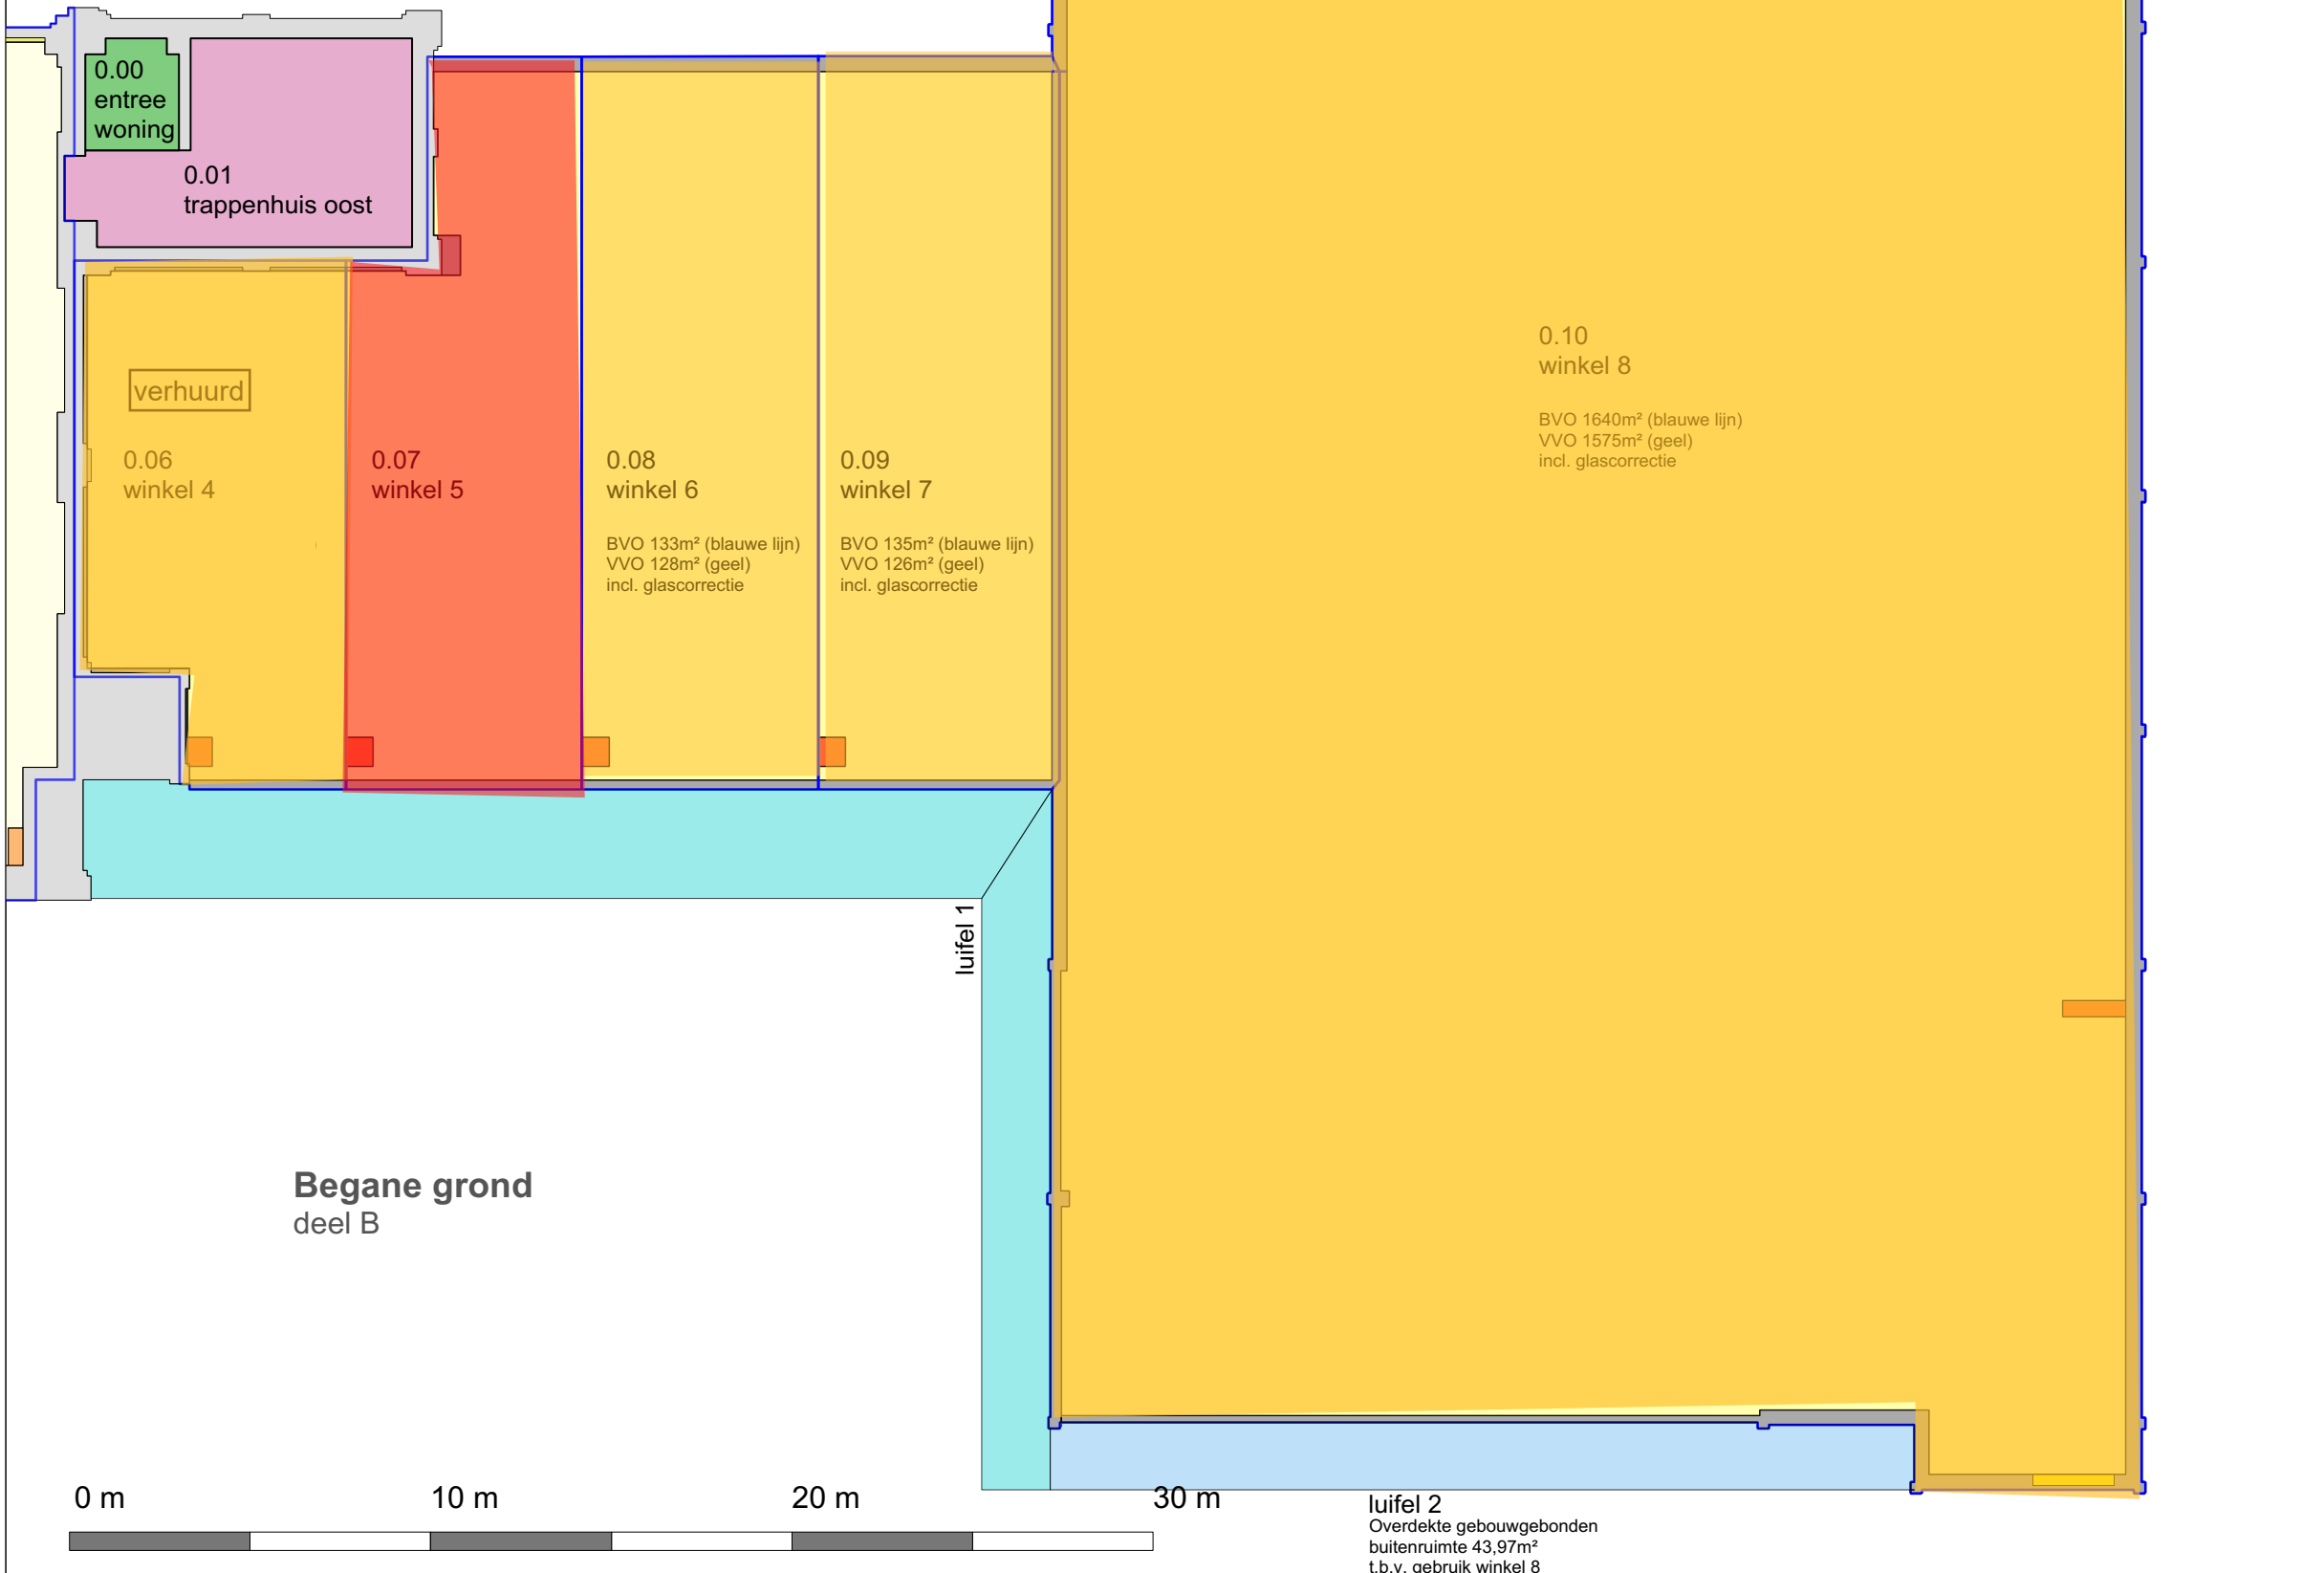 0.00
entree
woning
0.01
trappenhuis oost
verhuurd
0.06
winkel 4
0.07
winkel 5
0.08
winkel 6
BVO 133m² (blauwe lijn)
VVO 128m² (geel)
incl. glascorrectie
0.09
winkel 7
BVO 135m² (blauwe lijn)
VVO 126m² (geel)
incl. glascorrectie
0.10
winkel 8
BVO 1640m² (blauwe lijn)
VVO 1575m² (geel)
incl. glascorrectie
luifel 1
Begane grond
deel B
0 m
10 m
20 m
30 m
luifel 2
Overdekte gebouwgebonden
buitenruimte 43,97m²
t.b.v. gebruik winkel 8